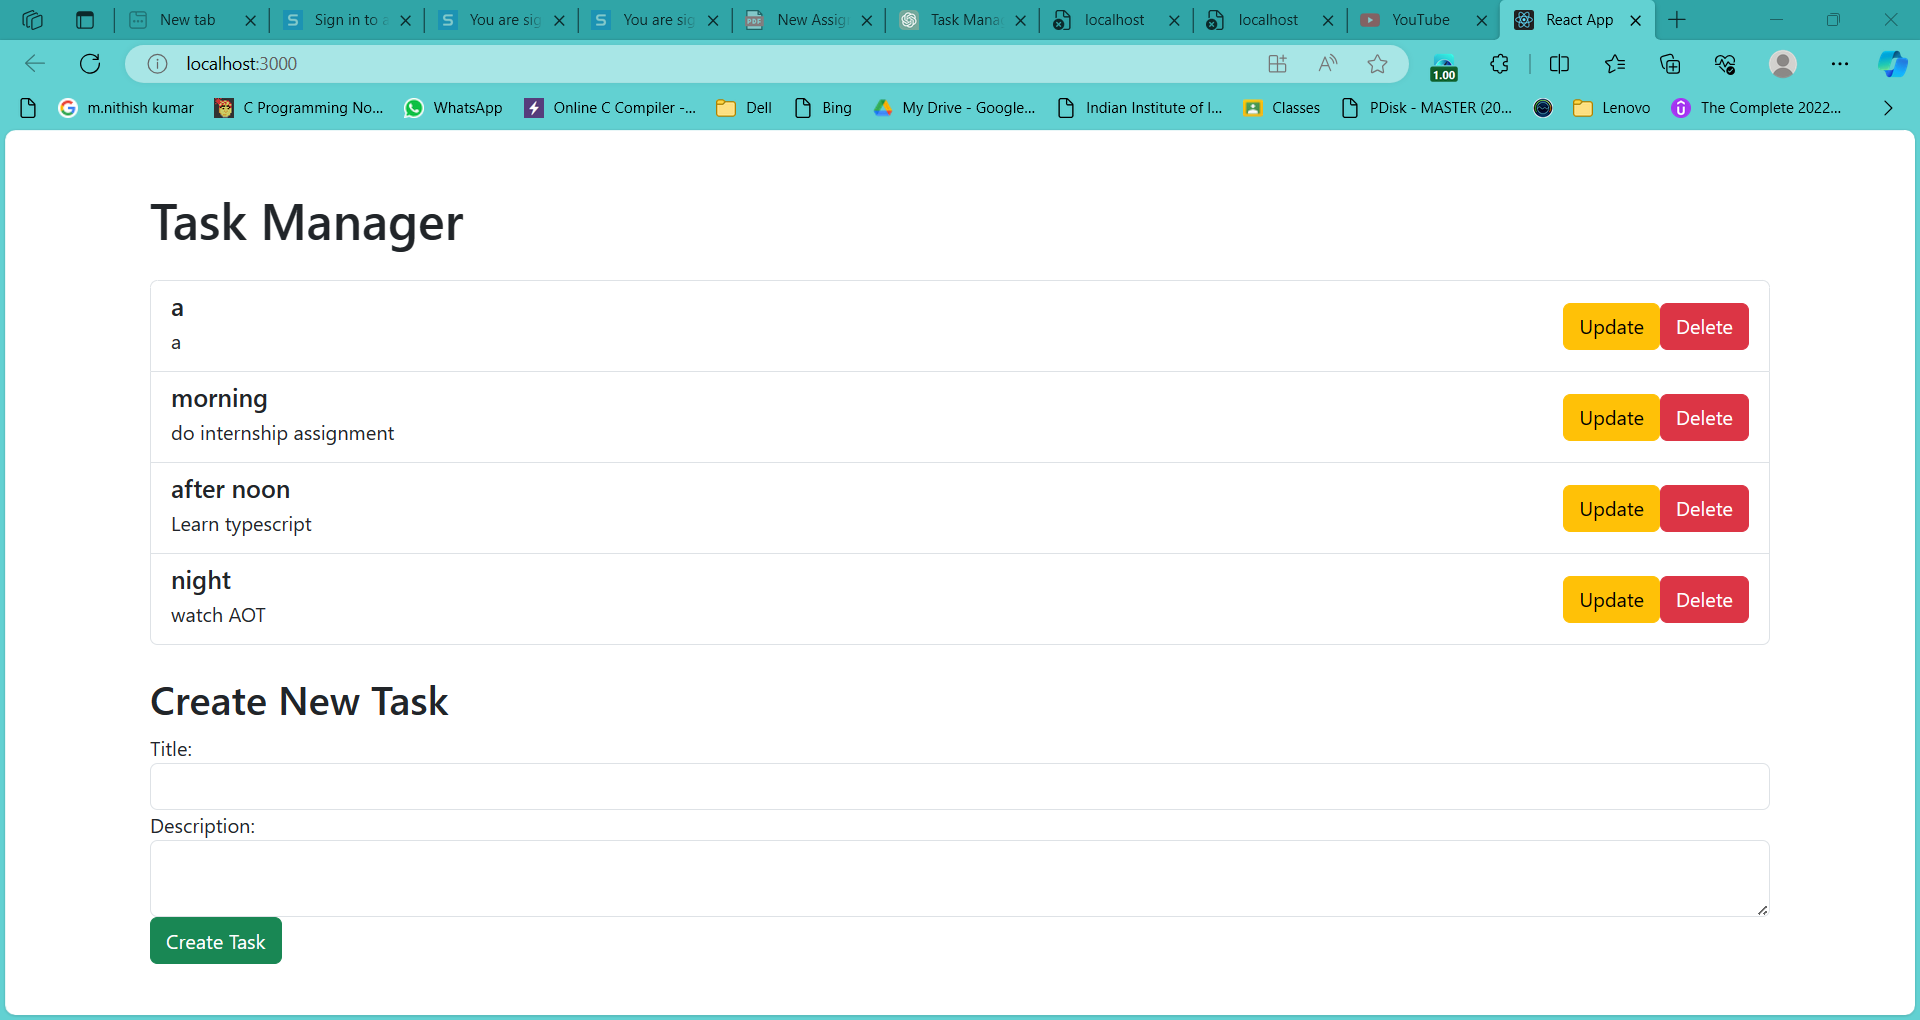 New tab
Sign in to a
You are sig
You are sig
New Assig
Task Mana
localhost
localhost
YouTube
React App
localhost:3000
1.00
m.nithish kumar
C Programming No...
WhatsApp
Online C Compiler -...
Dell
Bing
My Drive - Google...
Indian Institute of I...
Classes
PDisk - MASTER (20...
Lenovo
The Complete 2022...
Task Manager
a
a
Update Delete
morning
do internship assignment
Update Delete
after noon
Learn typescript
Update Delete
night
watch AOT
Update Delete
Create New Task
Title:
Description:
Create Task